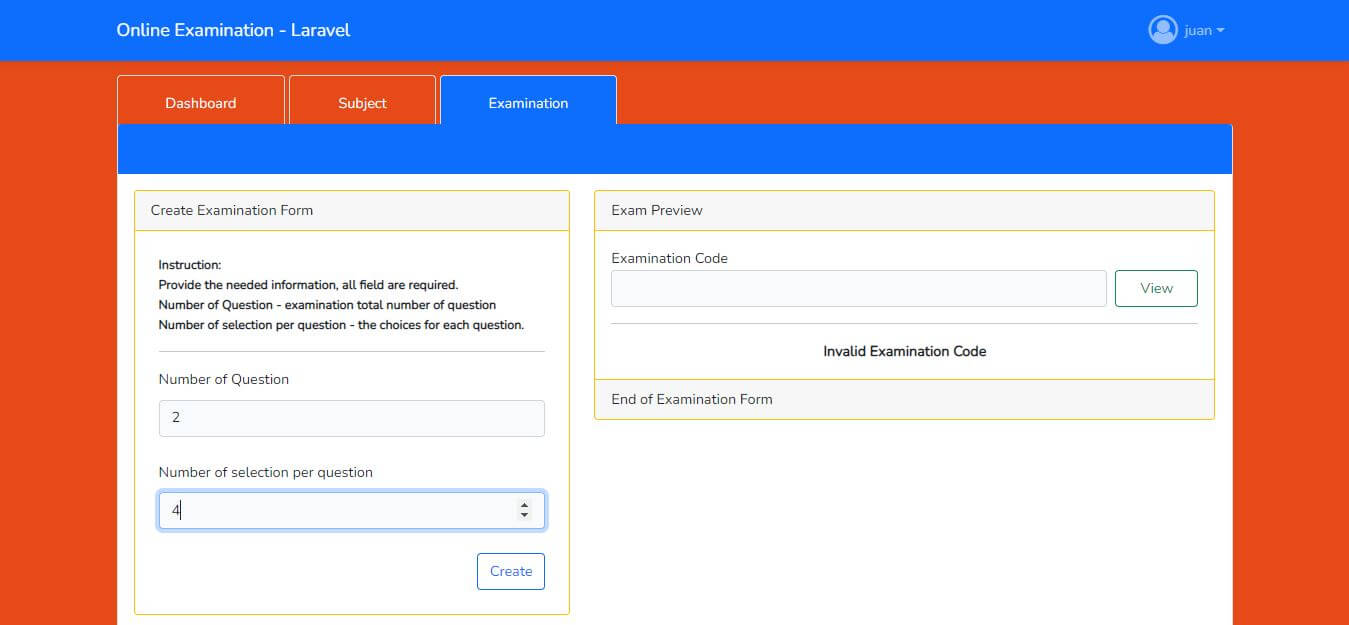 Online Examination - Laravel
juan
Dashboard
Subject
Examination
Create Examination Form
Instruction:
Provide the needed information, all field are required.
Number of Question - examination total number of question
Number of selection per question - the choices for each question.
Number of Question
2
Number of selection per question
4
Create
Exam Preview
Examination Code
View
Invalid Examination Code
End of Examination Form